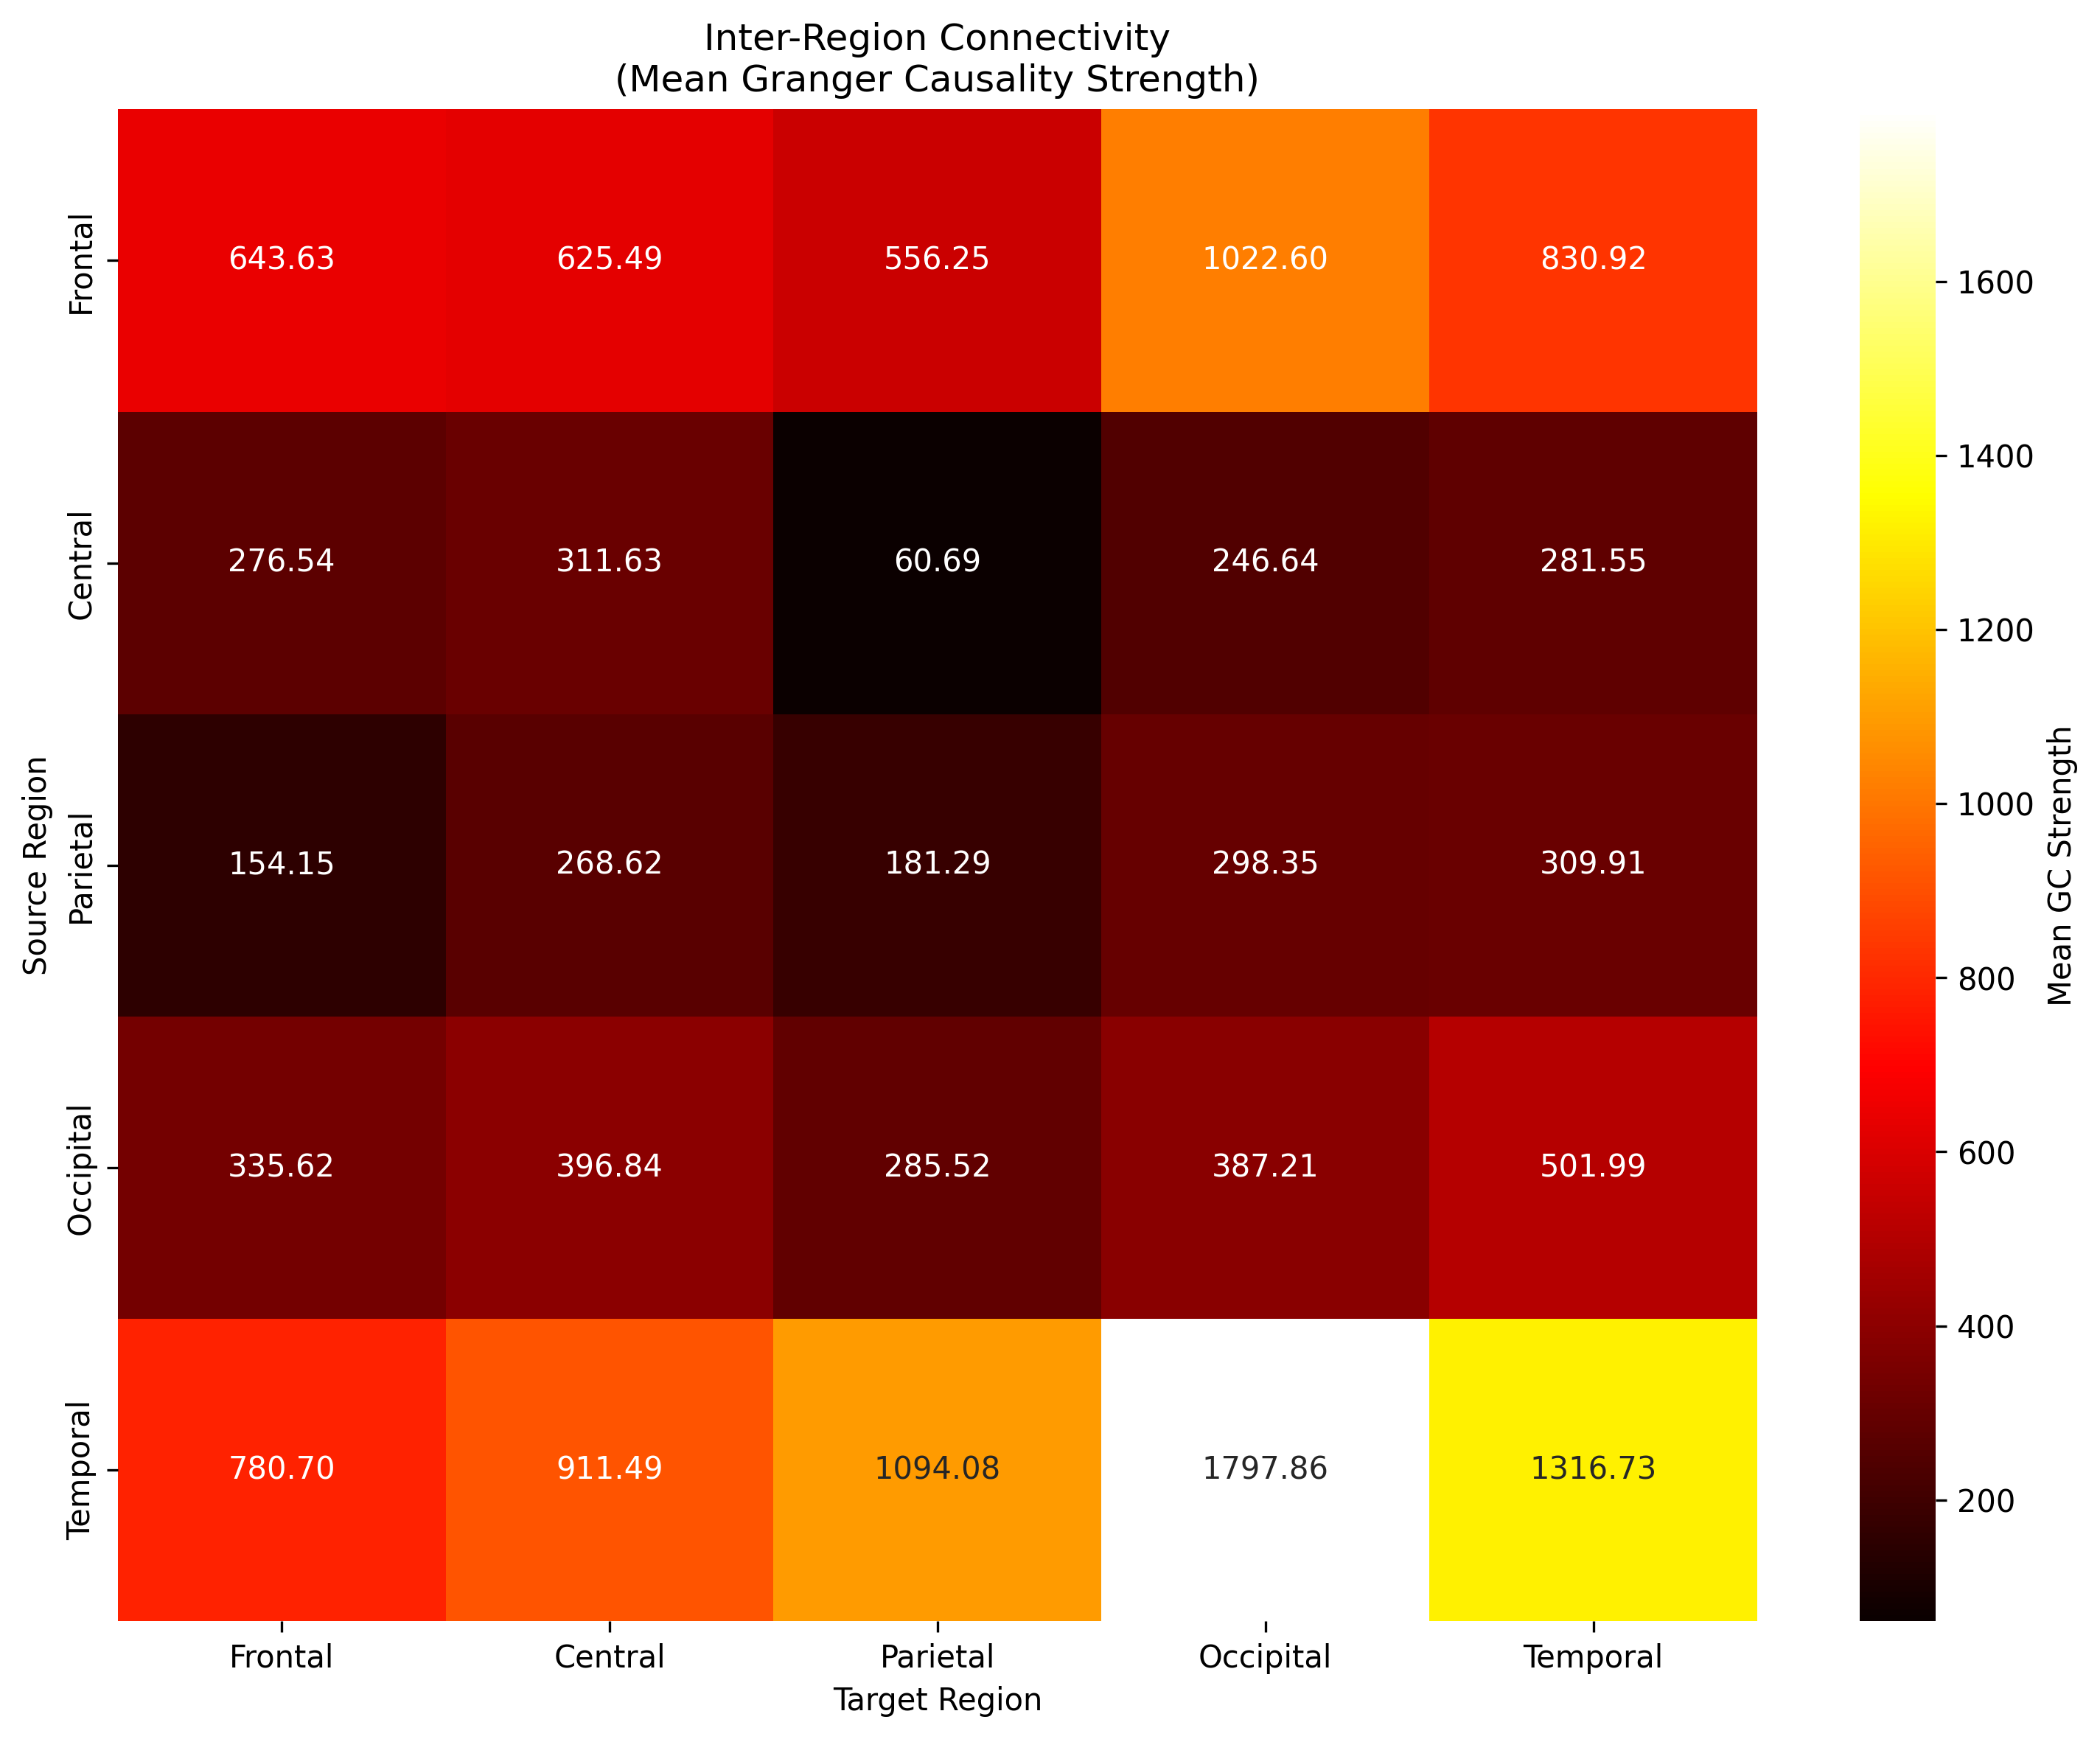 Inter-Region Connectivity
(Mean Granger Causality Strength)
Source Region
Frontal
643.63 625.49 556.25 1022.60 830.92
Central
276.54 311.63 60.69 246.64 281.55
Parietal
154.15 268.62 181.29 298.35 309.91
Occipital
335.62 396.84 285.52 387.21 501.99
Temporal
780.70 911.49 1094.08 1797.86 1316.73
Frontal Central Parietal Occipital Temporal
Target Region
1600
1400
1200
1000
800
600
400
200
Mean GC Strength